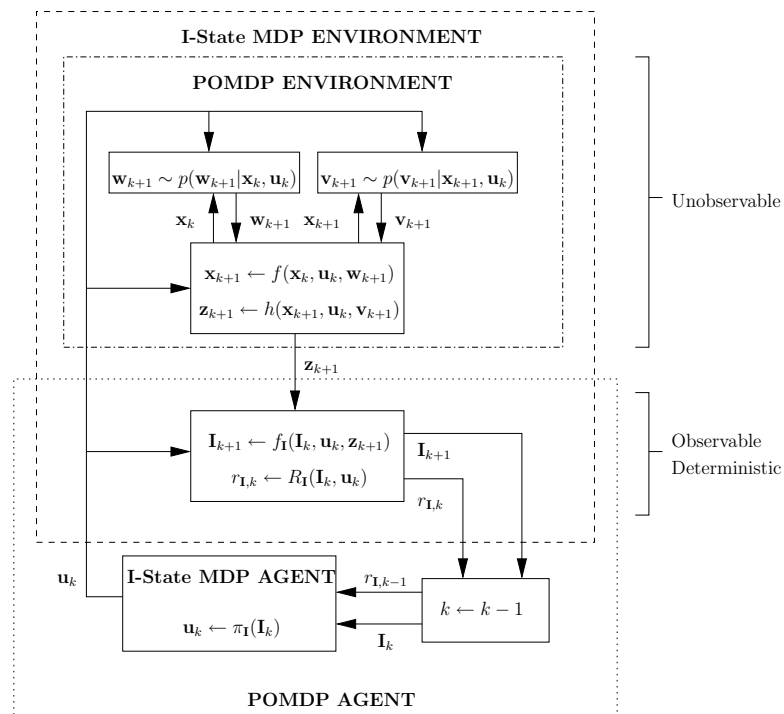 I-State MDP ENVIRONMENT
POMDP ENVIRONMENT
w_{k+1} ∼ p(w_{k+1}|x_k, u_k)
v_{k+1} ∼ p(v_{k+1}|x_{k+1}, u_k)
x_k
w_{k+1}
x_{k+1}
v_{k+1}
Unobservable
x_{k+1} ← f(x_k, u_k, w_{k+1})
z_{k+1} ← h(x_{k+1}, u_k, v_{k+1})
z_{k+1}
I_{k+1} ← f_I(I_k, u_k, z_{k+1})
r_{I,k} ← R_I(I_k, u_k)
I_{k+1}
r_{I,k}
Observable
Deterministic
u_k
I-State MDP AGENT
u_k ← π_I(I_k)
r_{I,k−1}
I_k
k ← k − 1
POMDP AGENT